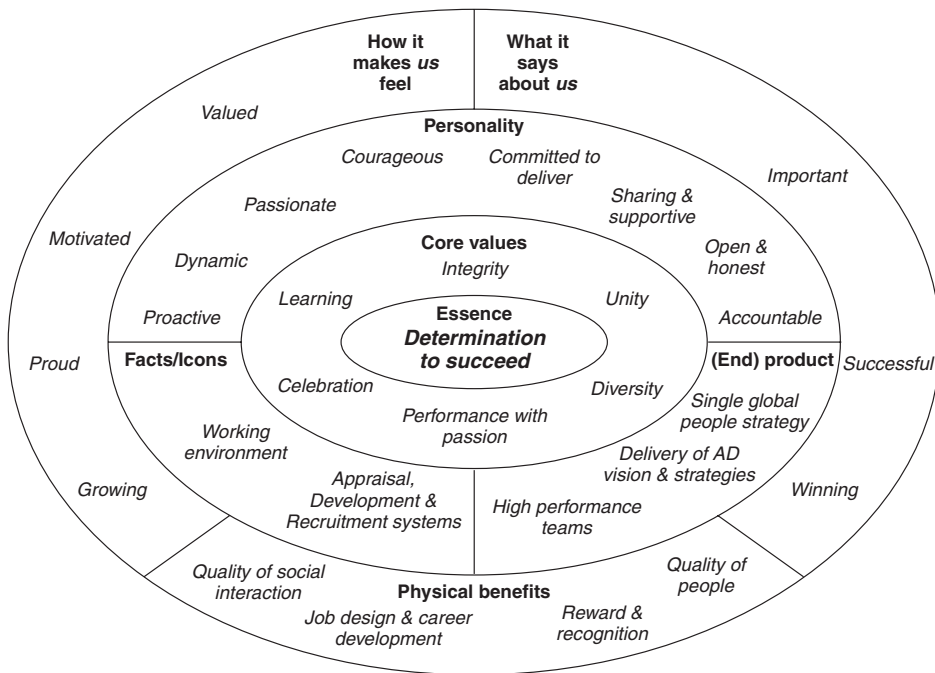 How it
makes us
feel
What it
says
about us
Valued
Personality
Courageous
Committed to
deliver
Important
Passionate
Sharing &
supportive
Motivated
Core values
Integrity
Open &
honest
Dynamic
Learning
Unity
Proactive
Essence
Determination
to succeed
Accountable
Proud
Facts/Icons
(End) product
Successful
Celebration
Diversity
Performance with
passion
Single global
people strategy
Working
environment
Delivery of AD
vision & strategies
Growing
Appraisal,
Development &
Recruitment systems
High performance
teams
Winning
Quality of social
interaction
Physical benefits
Quality of
people
Job design & career
development
Reward &
recognition